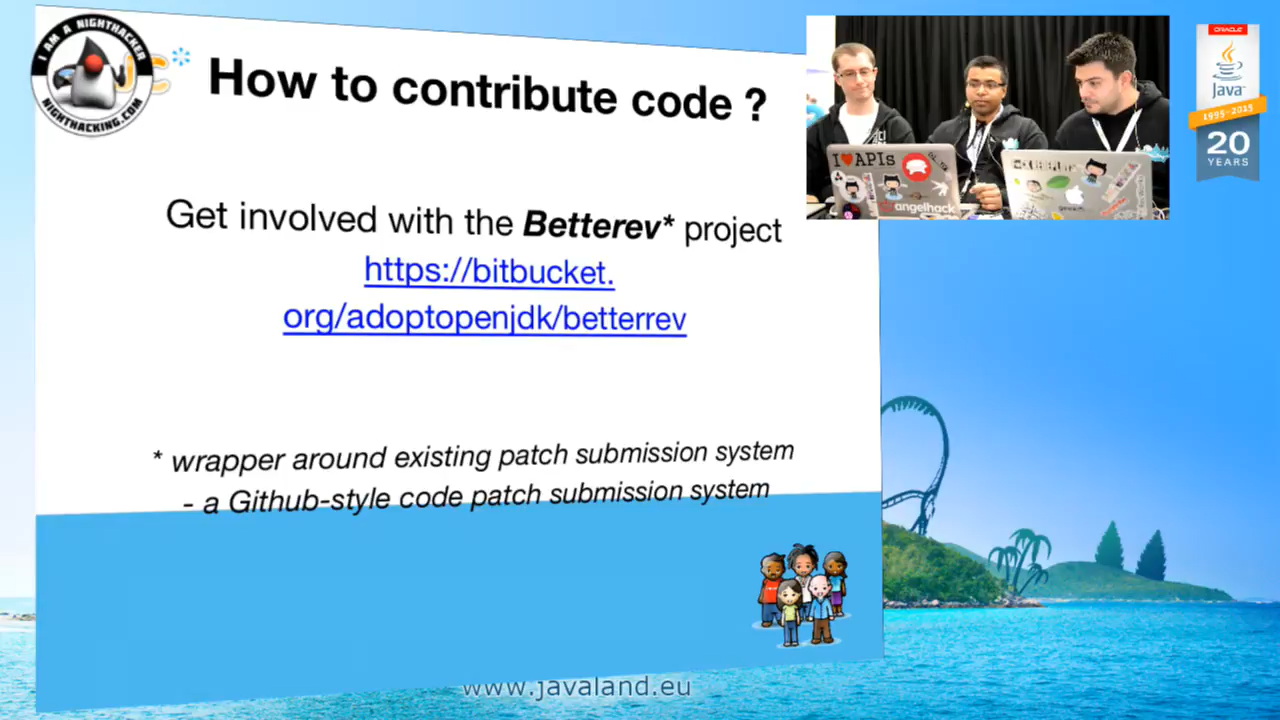 I AM A NIGHTHACKER
NIGHTHACKING.COM
How to contribute code ?
Get involved with the Betterev* project
https://bitbucket.
org/adoptopenjdk/betterrev
* wrapper around existing patch submission system
- a Github-style code patch submission system
www.javaland.eu
I ♥ APIs
angelhack
ORACLE
Java
1995-2015
20
YEARS